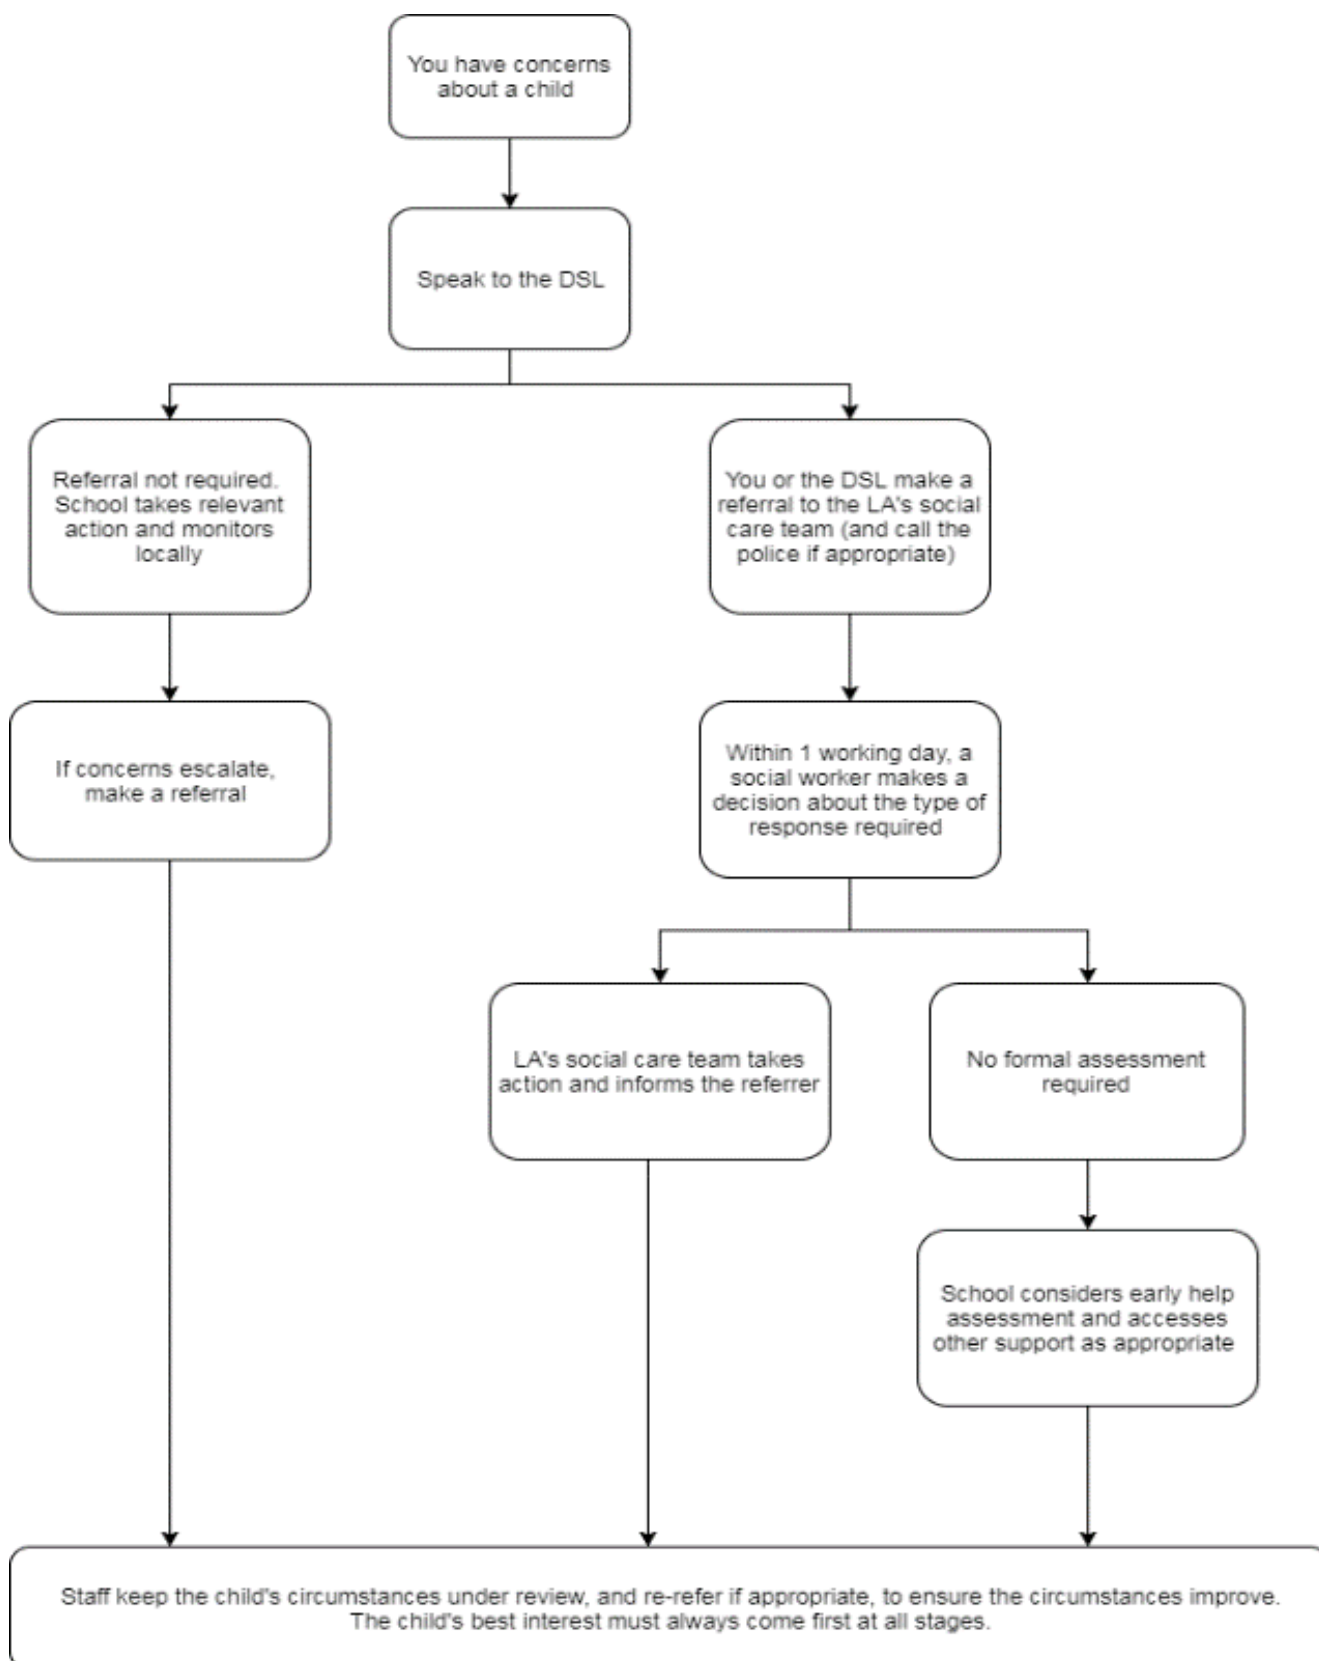 You have concerns
about a child
Speak to the DSL
Referral not required.
School takes relevant
action and monitors
locally
You or the DSL make a
referral to the LA's social
care team (and call the
police if appropriate)
If concerns escalate,
make a referral
Within 1 working day, a
social worker makes a
decision about the type of
response required
LA's social care team takes
action and informs the referrer
No formal assessment
required
School considers early help
assessment and accesses
other support as appropriate
Staff keep the child's circumstances under review, and re-refer if appropriate, to ensure the circumstances improve.
The child's best interest must always come first at all stages.